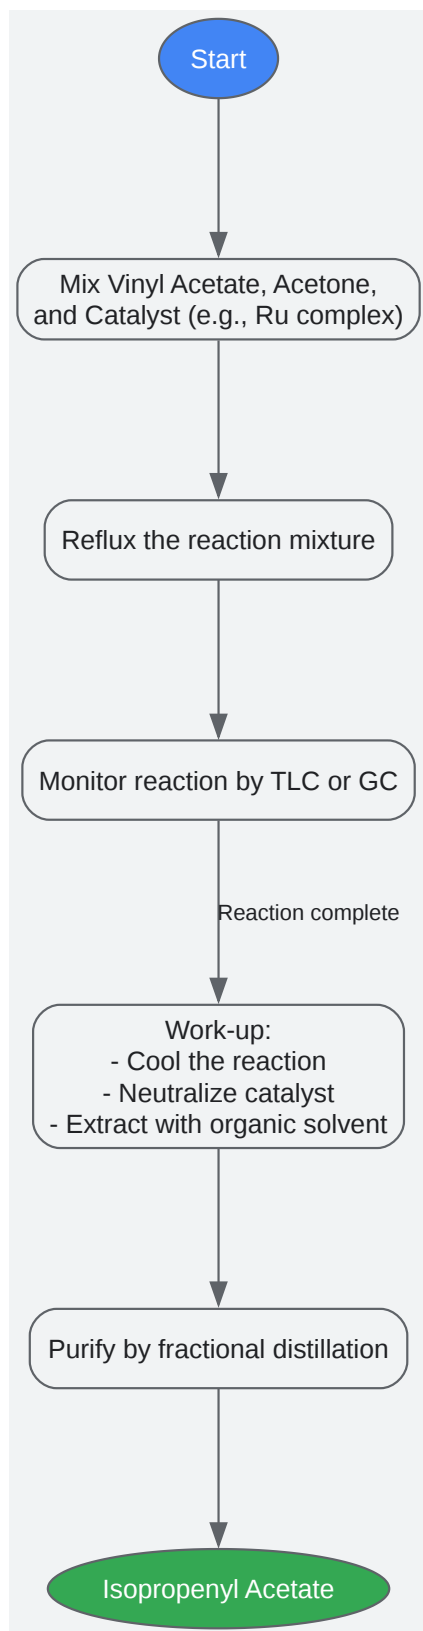 Start
Mix Vinyl Acetate, Acetone,
and Catalyst (e.g., Ru complex)
Reflux the reaction mixture
Monitor reaction by TLC or GC
Reaction complete
Work-up:
- Cool the reaction
- Neutralize catalyst
- Extract with organic solvent
Purify by fractional distillation
Isopropenyl Acetate